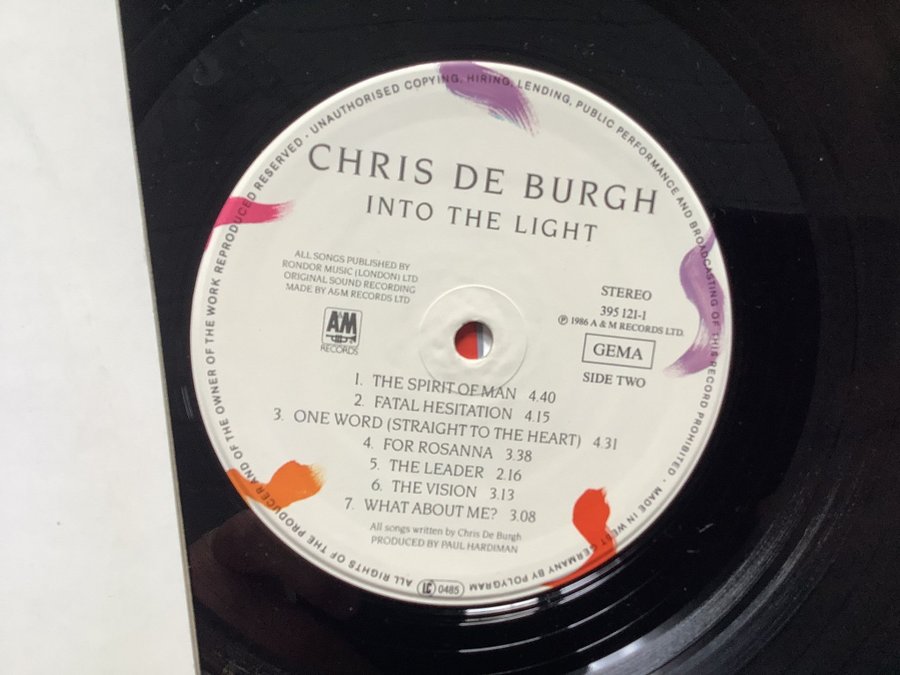 CHRIS DE BURGH
INTO THE LIGHT
ALL SONGS PUBLISHED BY
RONDOR MUSIC (LONDON) LTD
ORIGINAL SOUND RECORDING
MADE BY A&M RECORDS LTD
A&M
RECORDS
STEREO
395 121-1
℗ 1986 A & M RECORDS LTD.
GEMA
SIDE TWO
1. THE SPIRIT OF MAN 4.40
2. FATAL HESITATION 4.15
3. ONE WORD (STRAIGHT TO THE HEART) 4.31
4. FOR ROSANNA 3.38
5. THE LEADER 2.16
6. THE VISION 3.13
7. WHAT ABOUT ME? 3.08
All songs written by Chris De Burgh
PRODUCED BY PAUL HARDIMAN
ALL RIGHTS OF THE PRODUCER AND OF THE OWNER OF THE WORK REPRODUCED RESERVED · UNAUTHORISED COPYING, HIRING, LENDING, PUBLIC PERFORMANCE AND BROADCASTING OF THIS RECORD PROHIBITED · MADE IN WEST GERMANY BY POLYGRAM
LC 0485